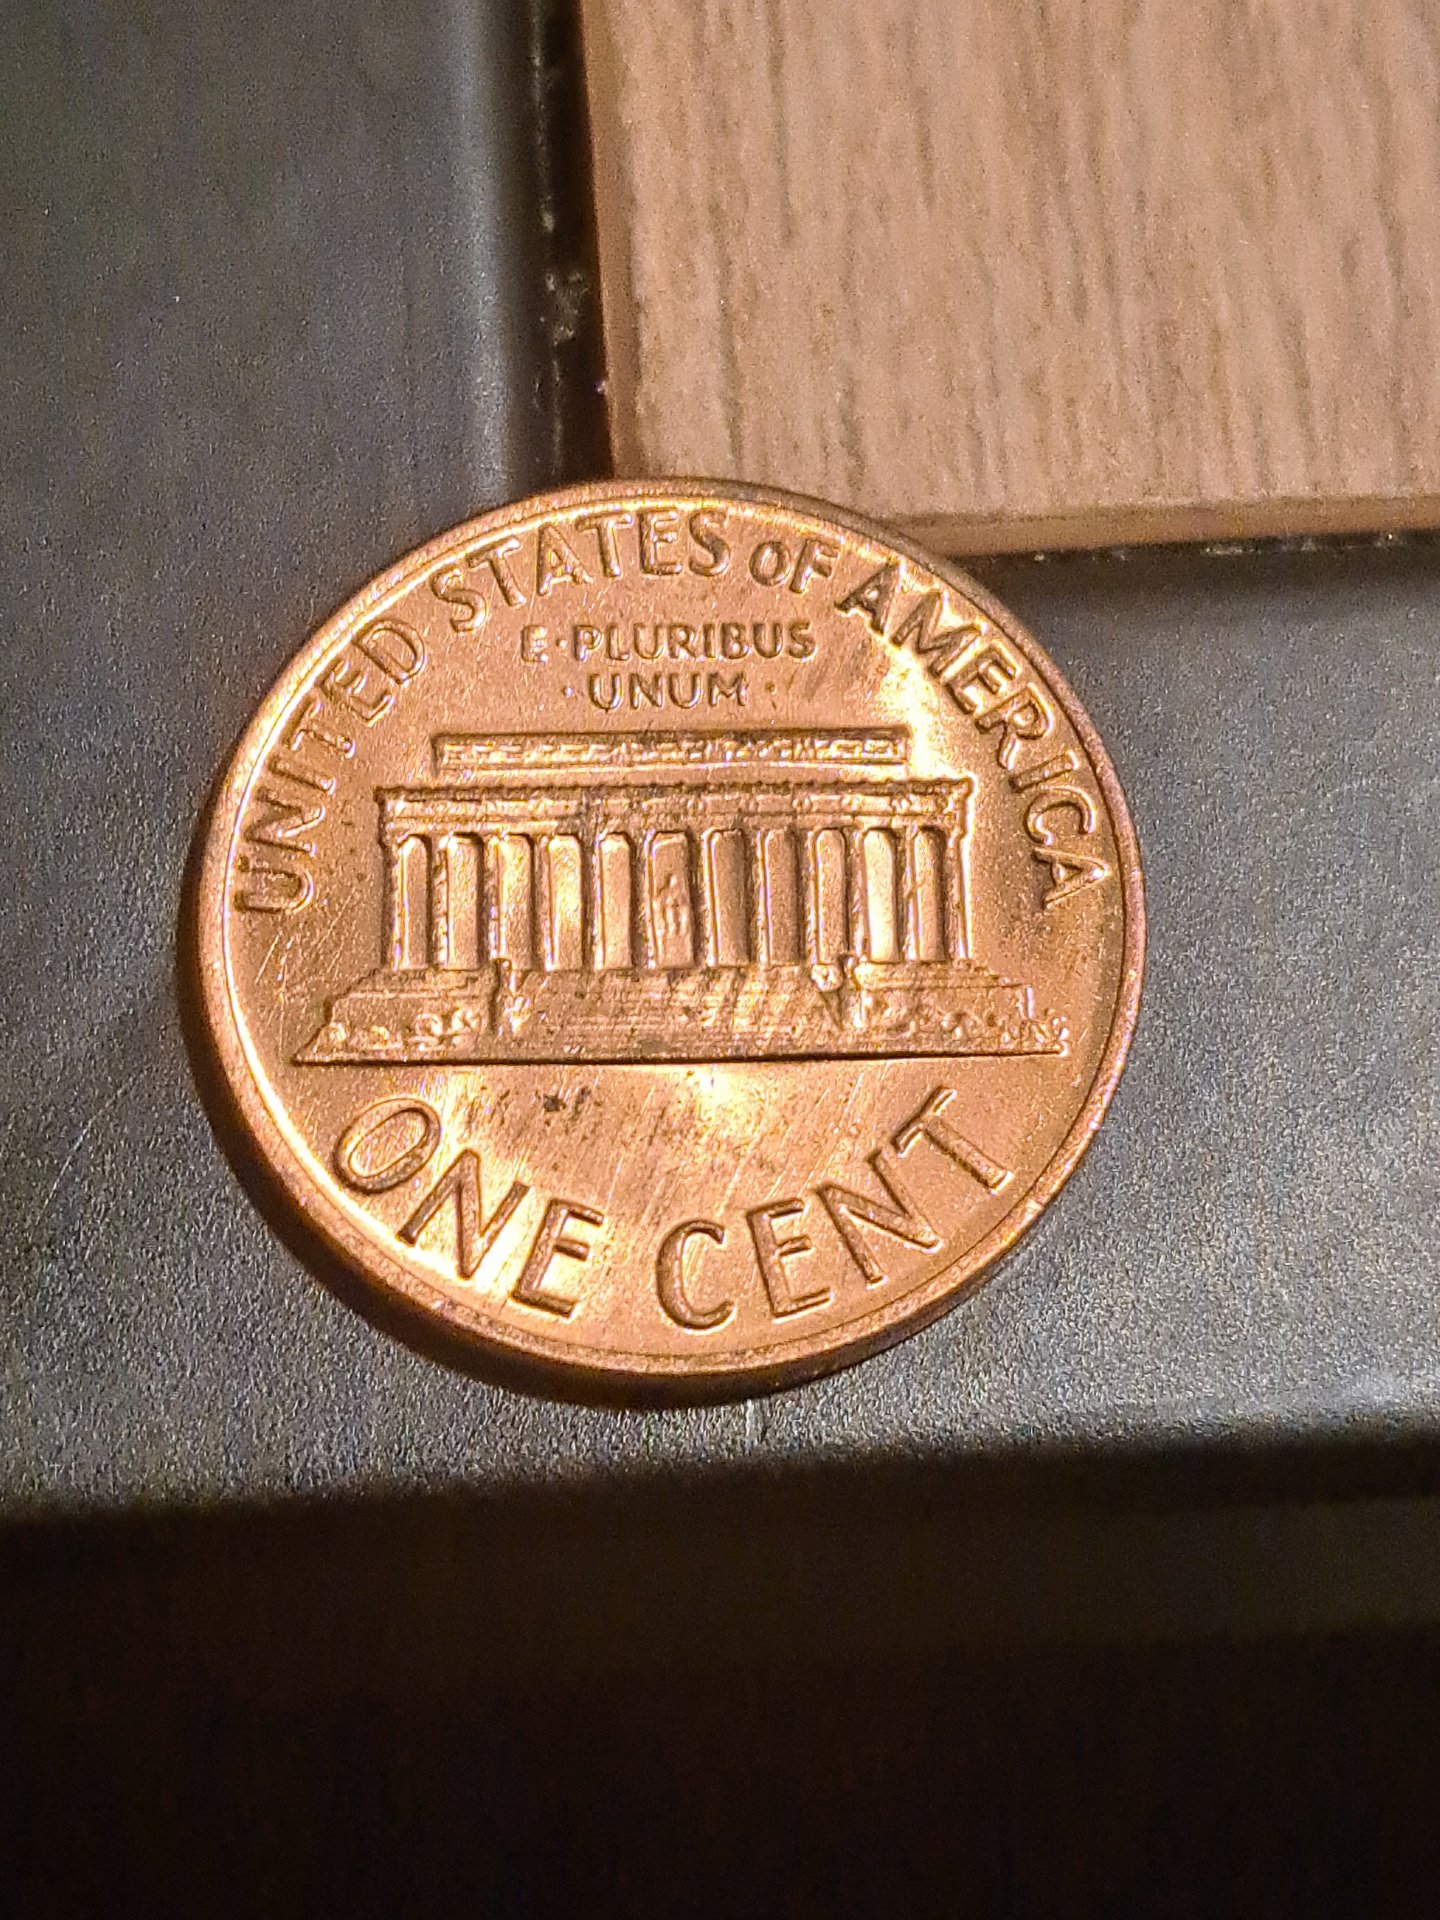 UNITED STATES OF AMERICA
E·PLURIBUS
·UNUM·
ONE CENT